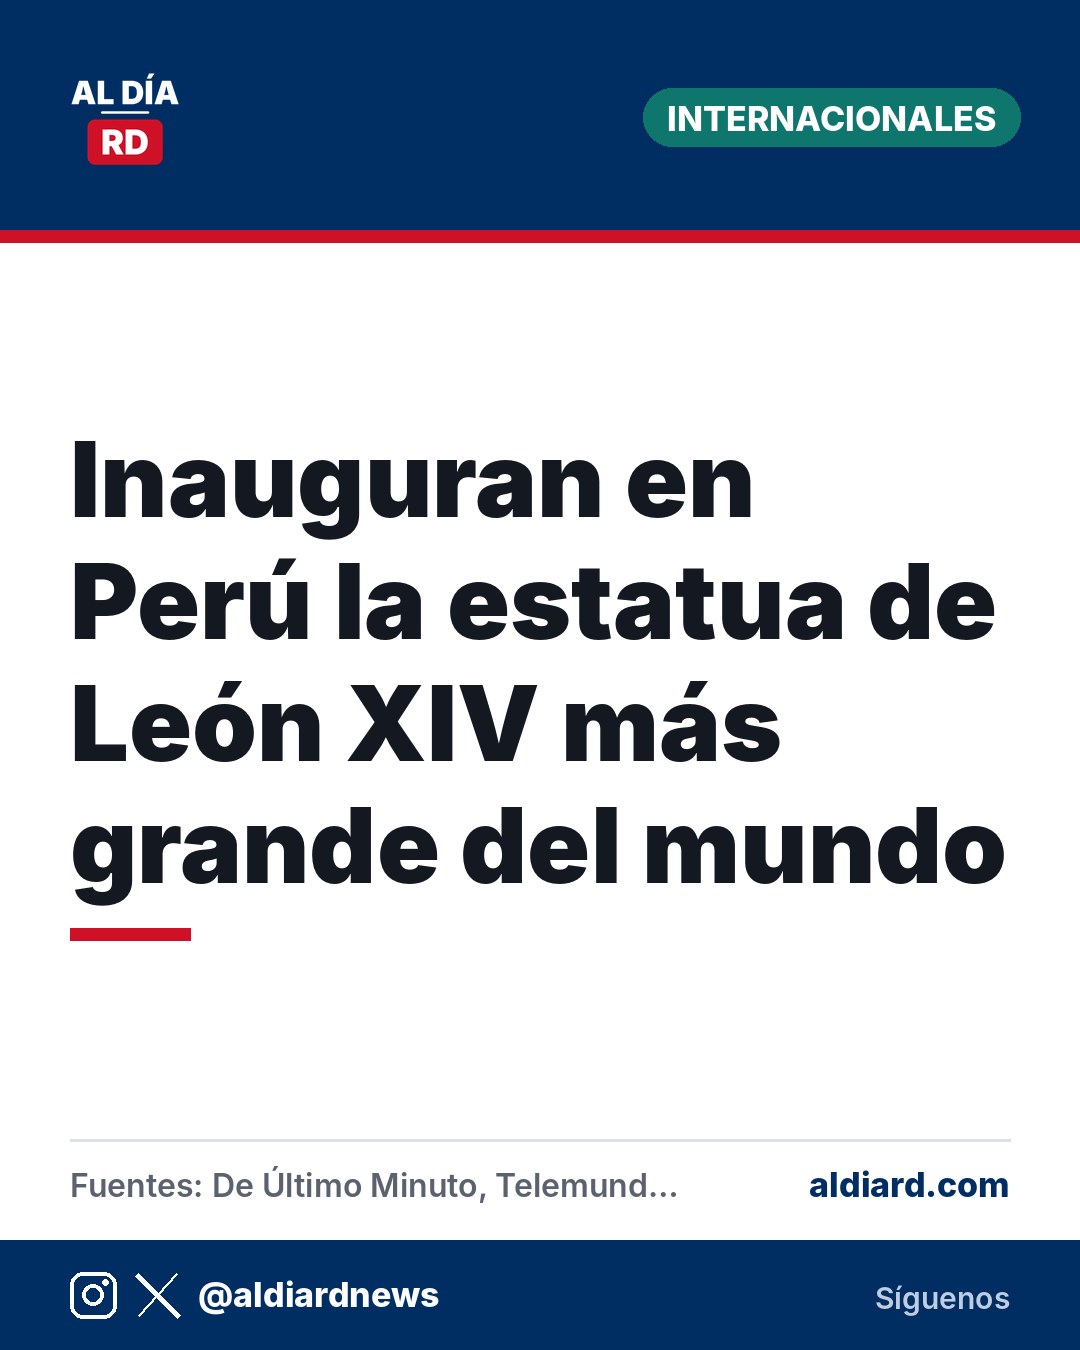 AL DÍA
RD
INTERNACIONALES
Inauguran en
Perú la estatua de
León XIV más
grande del mundo
Fuentes: De Último Minuto, Telemund...
aldiard.com
@aldiardnews
Síguenos